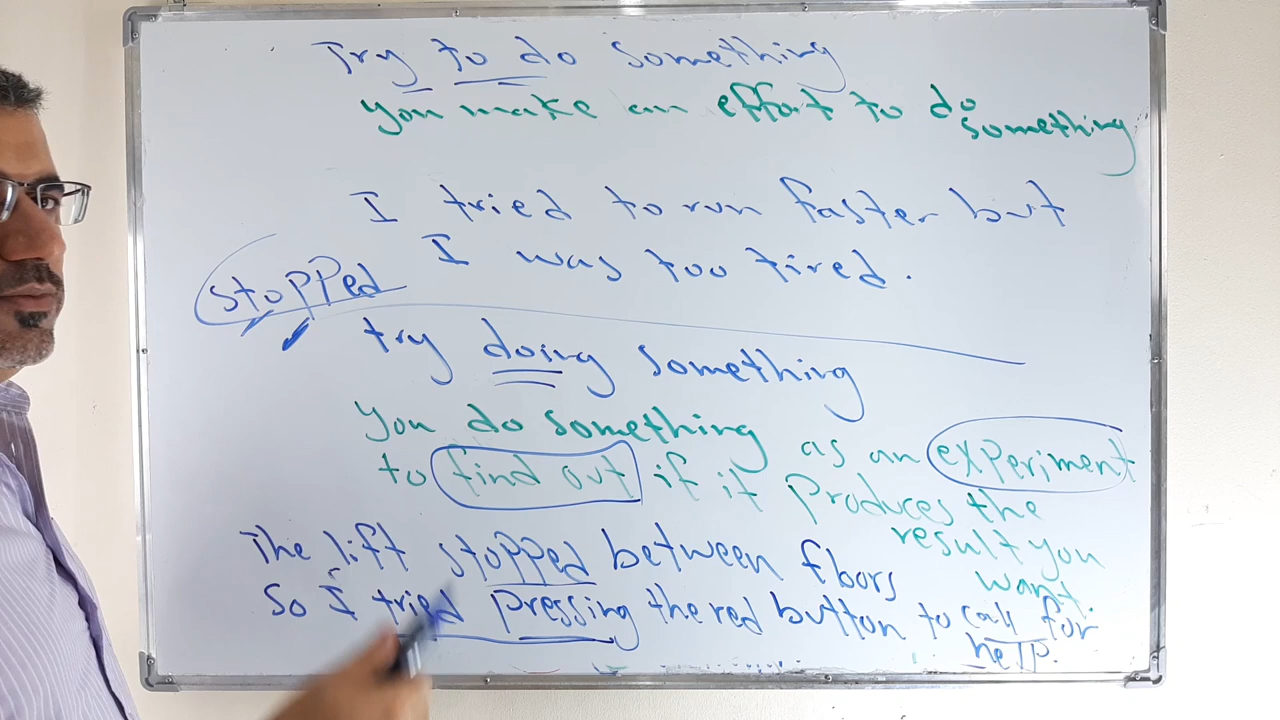 Try to do something
you make an effort to do
something
I tried to run faster but
I was too tired.
stopped
try doing something
you do something as an experiment
to find out if it produces the
result you
want.
The lift stopped between floors
So I tried pressing the red button to call for
help.